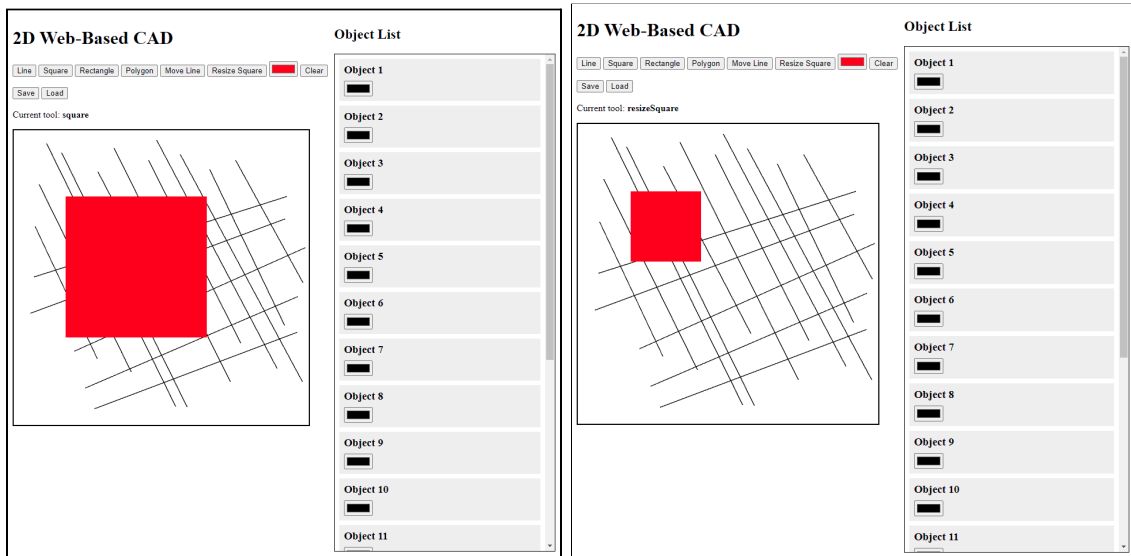 2D Web-Based CAD
Line Square Rectangle Polygon Move Line Resize Square Clear
Save Load
Current tool: square
Object List
Object 1
Object 2
Object 3
Object 4
Object 5
Object 6
Object 7
Object 8
Object 9
Object 10
Object 11
2D Web-Based CAD
Line Square Rectangle Polygon Move Line Resize Square Clear
Save Load
Current tool: resizeSquare
Object List
Object 1
Object 2
Object 3
Object 4
Object 5
Object 6
Object 7
Object 8
Object 9
Object 10
Object 11